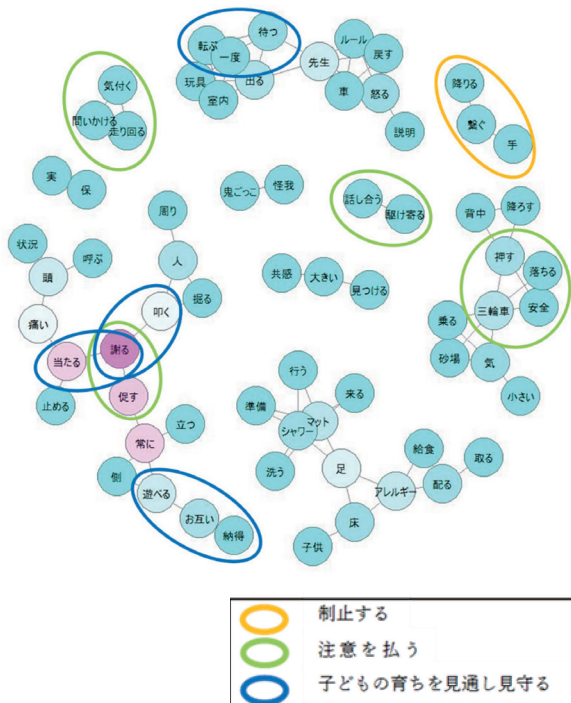 待つ
転ぶ
一度
玩具
出る
室内
先生
ルール
戻す
車
怒る
説明
気付く
問いかける
走り回る
降りる
繋ぐ
手
実
保
鬼ごっこ
怪我
話し合う
駆け寄る
周り
人
掘る
背中
降ろす
押す
落ちる
三輪車
安全
乗る
砂場
気
小さい
状況
呼ぶ
頭
痛い
共感
大きい
見つける
叩く
謝る
当たる
促す
止める
常に
立つ
側
遊べる
お互い
納得
行う
来る
準備
マット
シャワー
洗う
足
給食
取る
アレルギー
配る
床
子供
制止する
注意を払う
子どもの育ちを見通し見守る